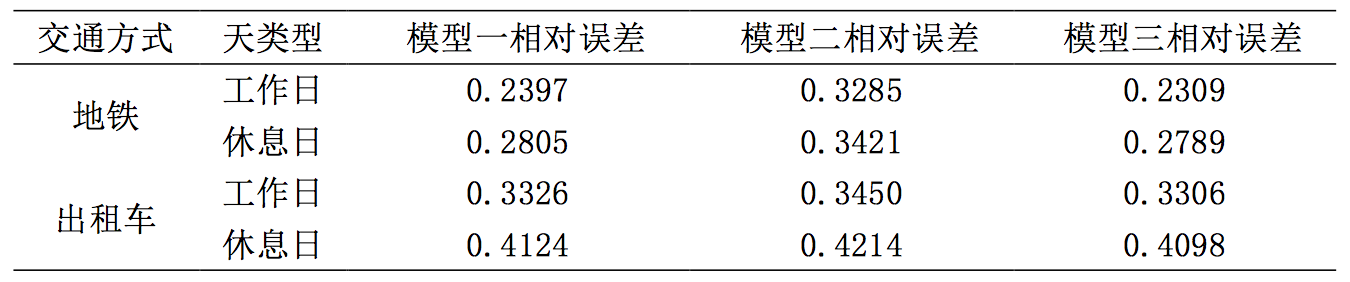 交通方式 天类型 模型一相对误差 模型二相对误差 模型三相对误差
地铁 工作日 0.2397 0.3285 0.2309
休息日 0.2805 0.3421 0.2789
出租车 工作日 0.3326 0.3450 0.3306
休息日 0.4124 0.4214 0.4098